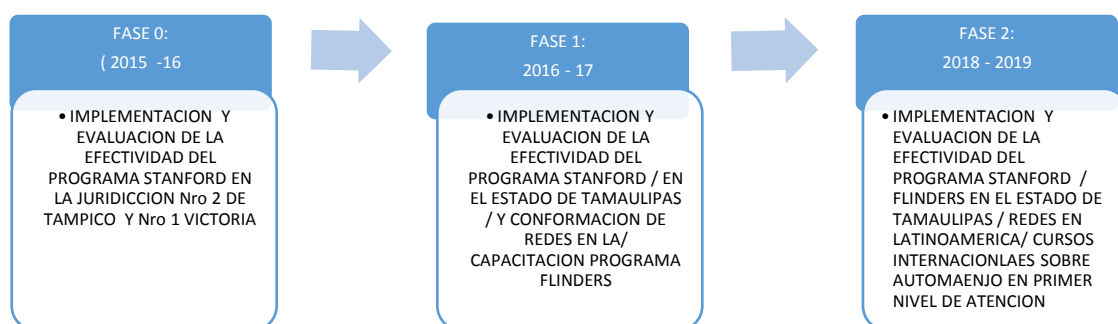 FASE 0:
( 2015 -16
• IMPLEMENTACION Y
EVALUACION DE LA
EFECTIVIDAD DEL
PROGRAMA STANFORD EN
LA JURIDICCION Nro 2 DE
TAMPICO Y Nro 1 VICTORIA
FASE 1:
2016 - 17
• IMPLEMENTACION Y
EVALUACION DE LA
EFECTIVIDAD DEL
PROGRAMA STANFORD / EN
EL ESTADO DE TAMAULIPAS
/ Y CONFORMACION DE
REDES EN LA/
CAPACITACION PROGRAMA
FLINDERS
FASE 2:
2018 - 2019
• IMPLEMENTACION Y
EVALUACION DE LA
EFECTIVIDAD DEL
PROGRAMA STANFORD /
FLINDERS EN EL ESTADO DE
TAMAULIPAS / REDES EN
LATINOAMERICA/ CURSOS
INTERNACIONLAES SOBRE
AUTOMAENJO EN PRIMER
NIVEL DE ATENCION